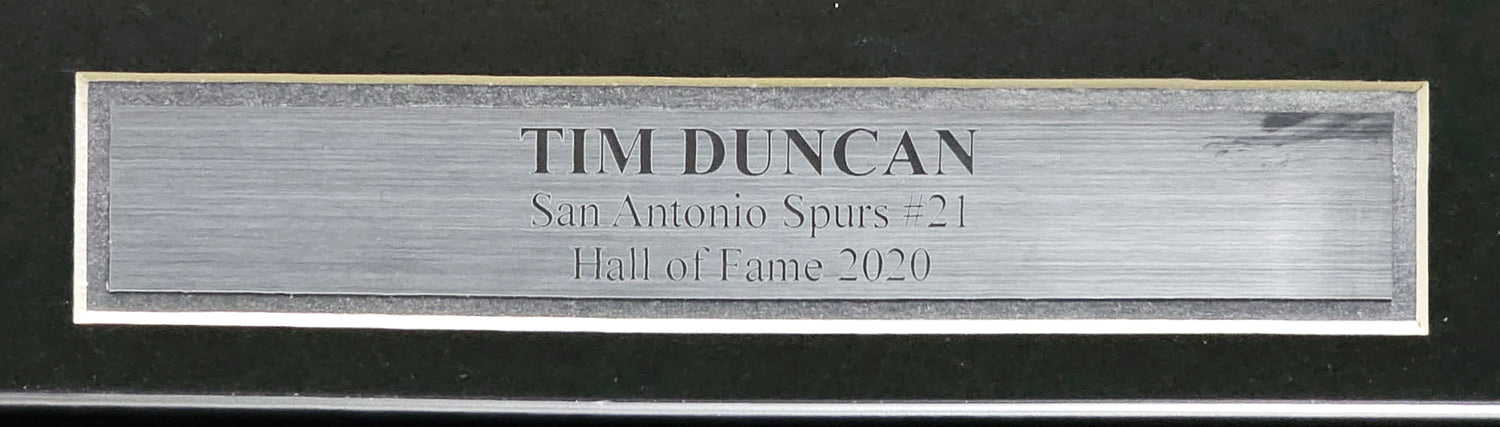 TIM DUNCAN
San Antonio Spurs #21
Hall of Fame 2020